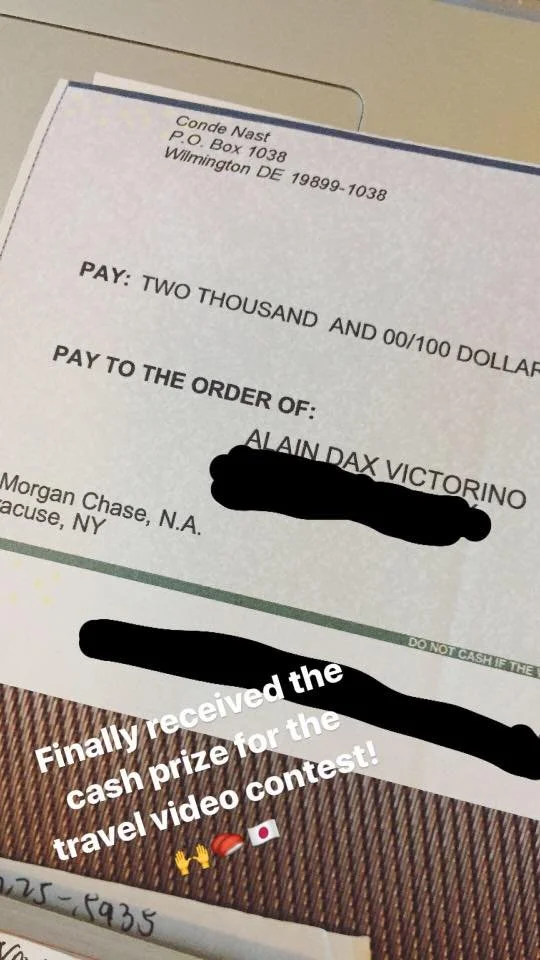 Conde Nast
P.O. Box 1038
Wilmington DE 19899-1038
PAY: TWO THOUSAND AND 00/100 DOLLAR
PAY TO THE ORDER OF:
ALAIN DAX VICTORINO
Morgan Chase, N.A.
acuse, NY
DO NOT CASH IF THE
Finally received the
cash prize for the
travel video contest!
🙌🍣🇯🇵